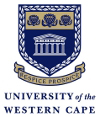 RESPICE PROSPICE
UNIVERSITY of the
WESTERN CAPE